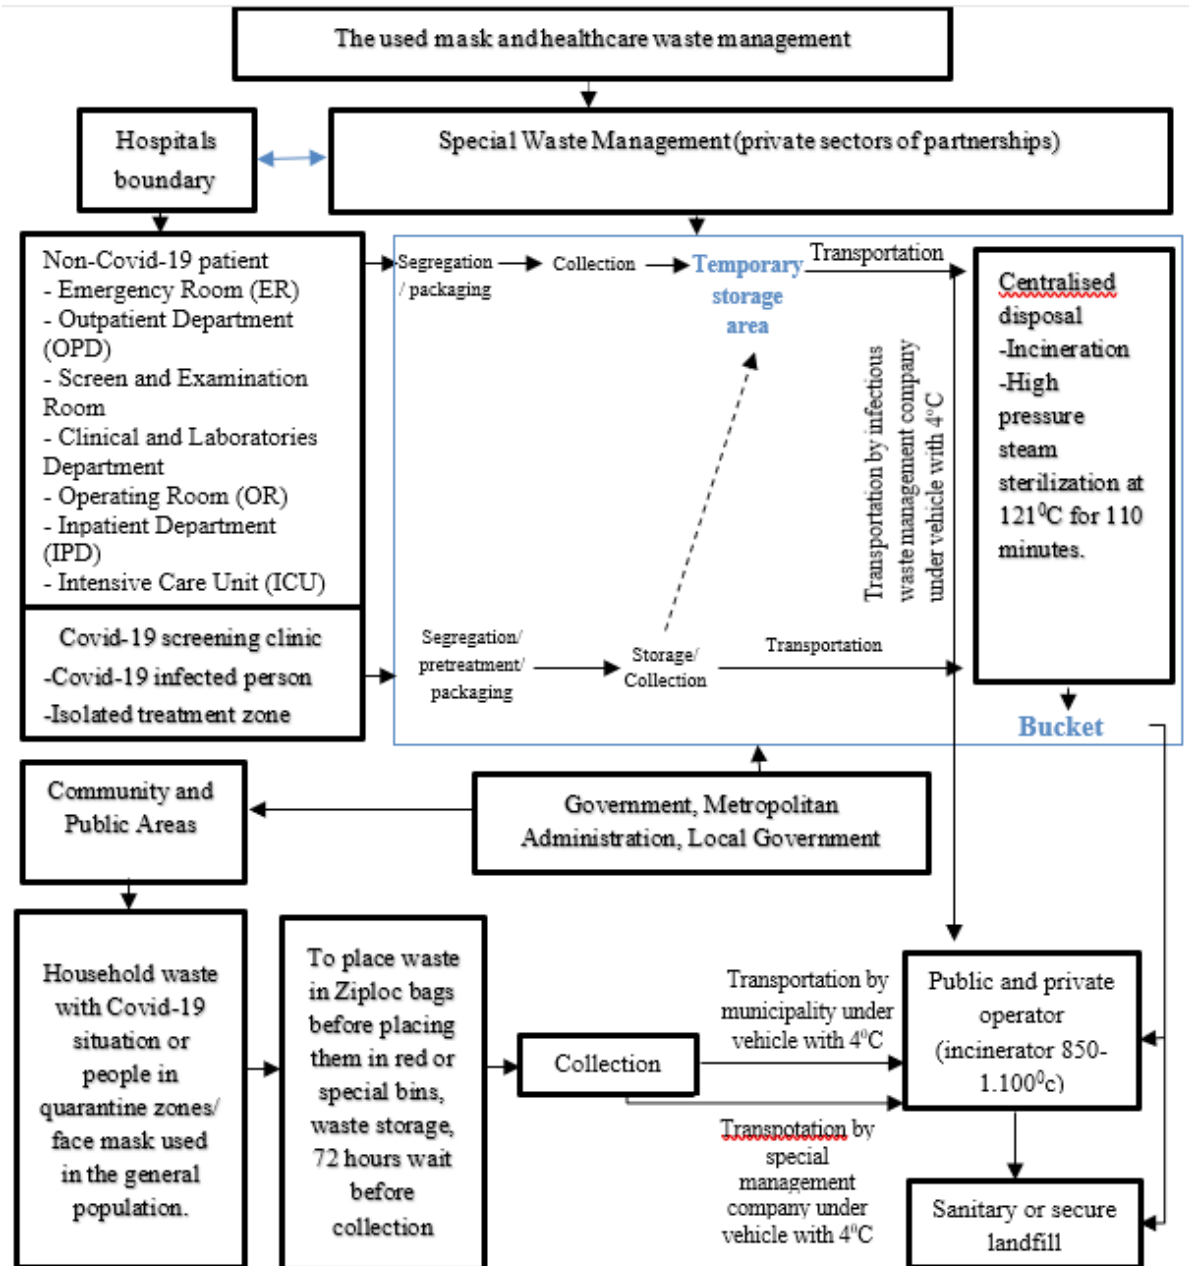 The used mask and healthcare waste management
Hospitals
boundary
Special Waste Management (private sectors of partnerships)
Non-Covid-19 patient
- Emergency Room (ER)
- Outpatient Department
(OPD)
- Screen and Examination
Room
- Clinical and Laboratories
Department
- Operating Room (OR)
- Inpatient Department
(IPD)
- Intensive Care Unit (ICU)
Segregation
/ packaging
Collection
Temporary
storage
area
Transportation
Transportation by infectious
waste management company
under vehicle with 4⁰C
Centralised
disposal
-Incineration
-High
pressure
steam
sterilization at
121⁰C for 110
minutes.
Covid-19 screening clinic
-Covid-19 infected person
-Isolated treatment zone
Segregation/
pretreatment/
packaging
Storage/
Collection
Transportation
Bucket
Community and
Public Areas
Government, Metropolitan
Administration, Local Government
Household waste
with Covid-19
situation or
people in
quarantine zones/
face mask used
in the general
population.
To place waste
in Ziploc bags
before placing
them in red or
special bins,
waste storage,
72 hours wait
before
collection
Collection
Transportation by
municipality under
vehicle with 4⁰C
Transpotation by
special
management
company under
vehicle with 4⁰C
Public and private
operator
(incinerator 850-
1.100⁰c)
Sanitary or secure
landfill